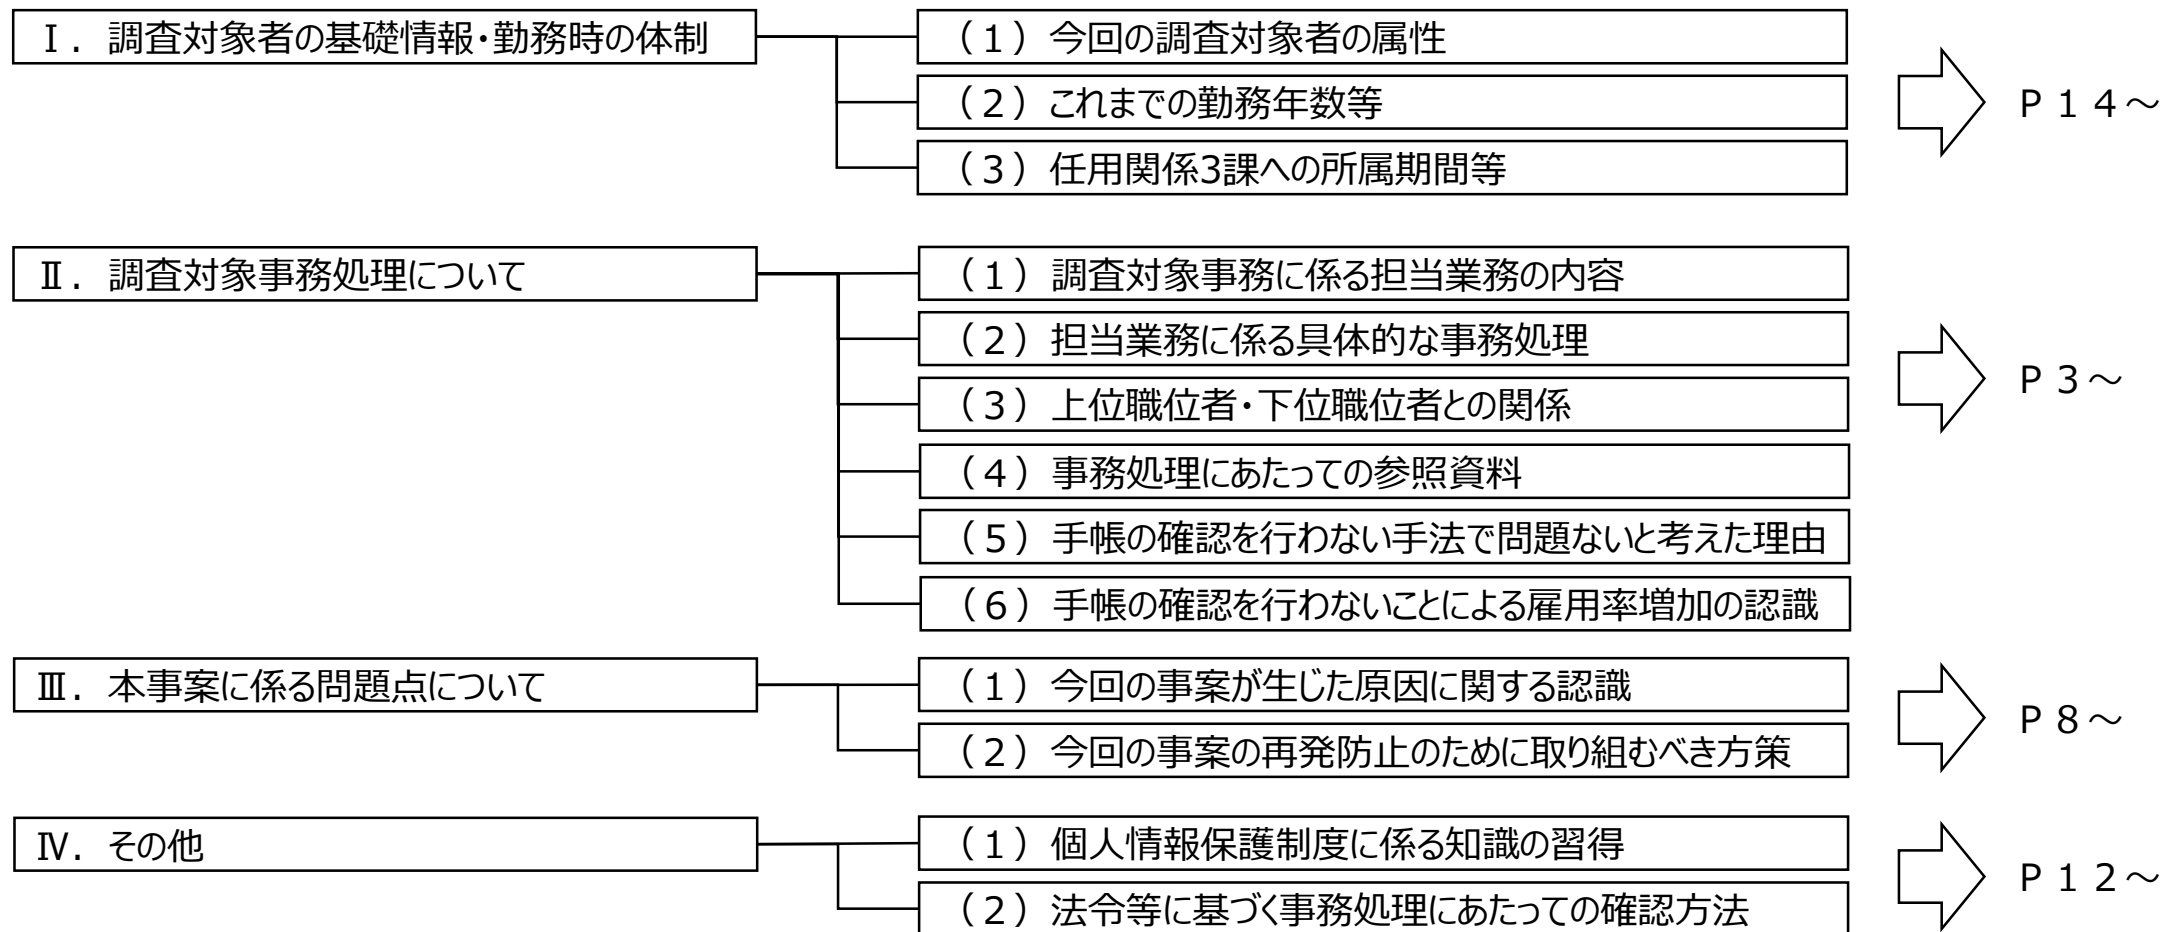 Ⅰ．調査対象者の基礎情報・勤務時の体制
（１）今回の調査対象者の属性
（２）これまでの勤務年数等
（３）任用関係3課への所属期間等
Ｐ１４～
Ⅱ．調査対象事務処理について
（１）調査対象事務に係る担当業務の内容
（２）担当業務に係る具体的な事務処理
（３）上位職位者・下位職位者との関係
（４）事務処理にあたっての参照資料
（５）手帳の確認を行わない手法で問題ないと考えた理由
（６）手帳の確認を行わないことによる雇用率増加の認識
Ｐ３～
Ⅲ．本事案に係る問題点について
（１）今回の事案が生じた原因に関する認識
（２）今回の事案の再発防止のために取り組むべき方策
Ｐ８～
Ⅳ．その他
（１）個人情報保護制度に係る知識の習得
（２）法令等に基づく事務処理にあたっての確認方法
Ｐ１２～